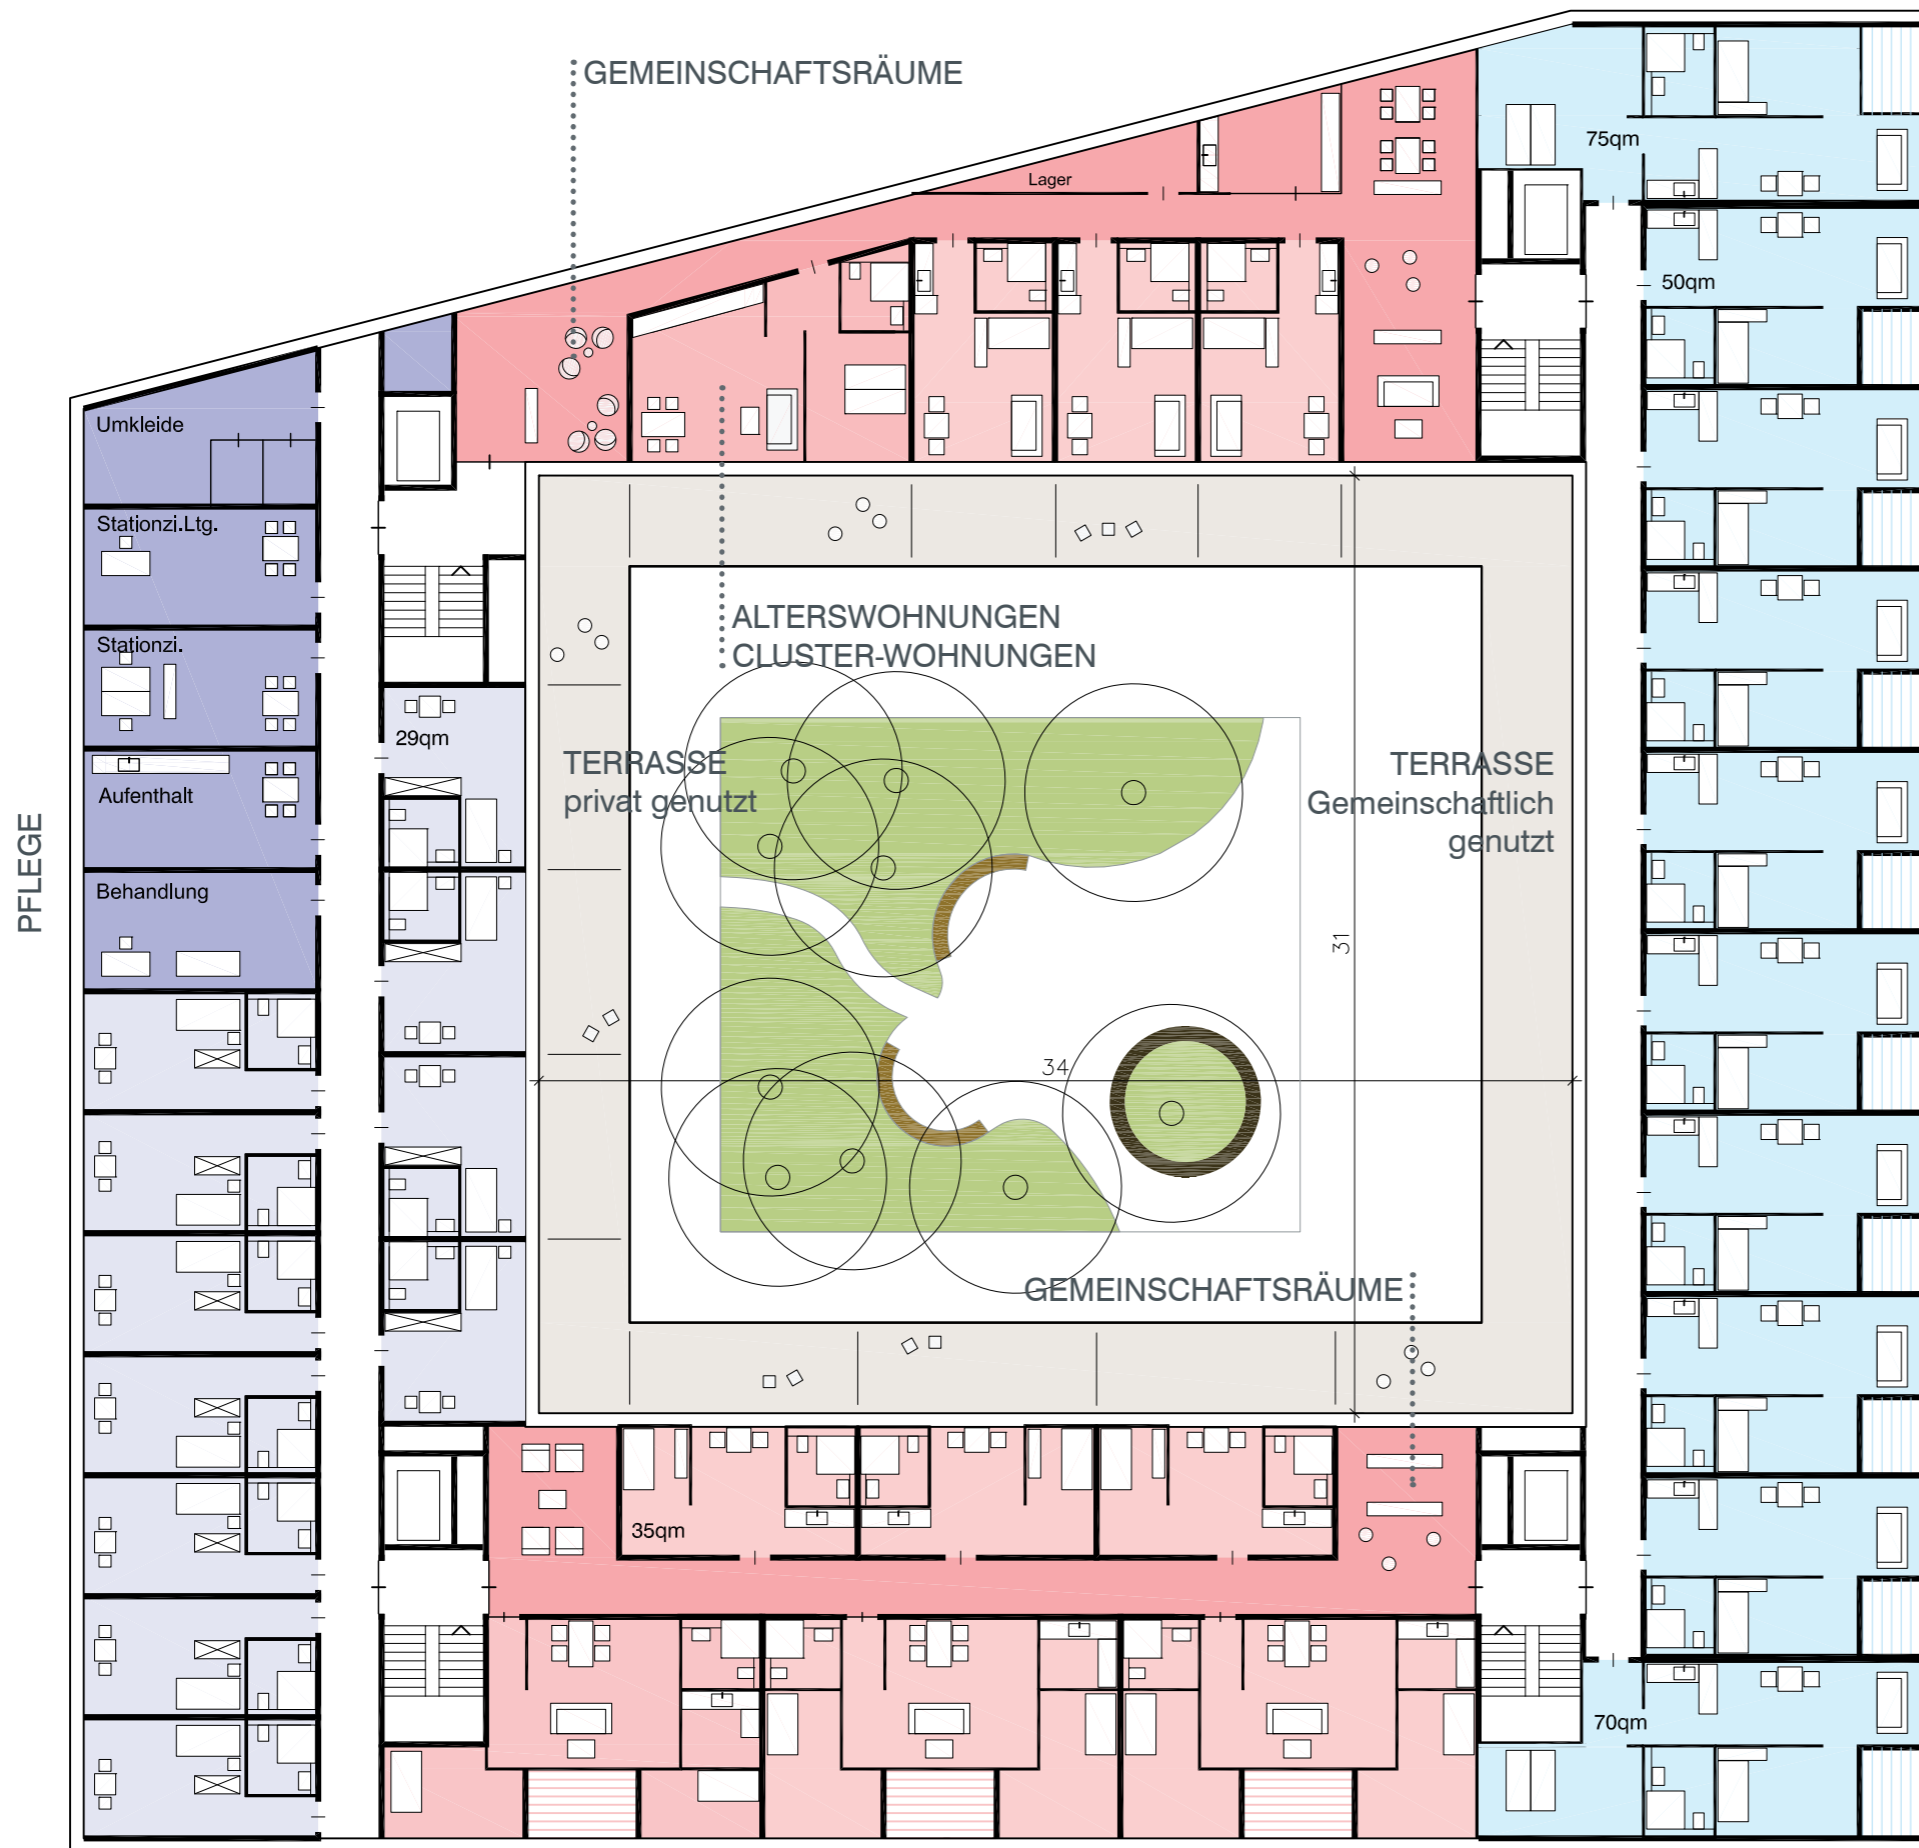 GEMEINSCHAFTSRÄUME
75qm
Lager
50qm
Umkleide
Stationzi.Ltg.
ALTERSWOHNUNGEN
CLUSTER-WOHNUNGEN
Stationzi.
29qm
TERRASSE
privat genutzt
TERRASSE
Gemeinschaftlich
genutzt
Aufenthalt
PFLEGE
Behandlung
31
34
GEMEINSCHAFTSRÄUME
35qm
70qm